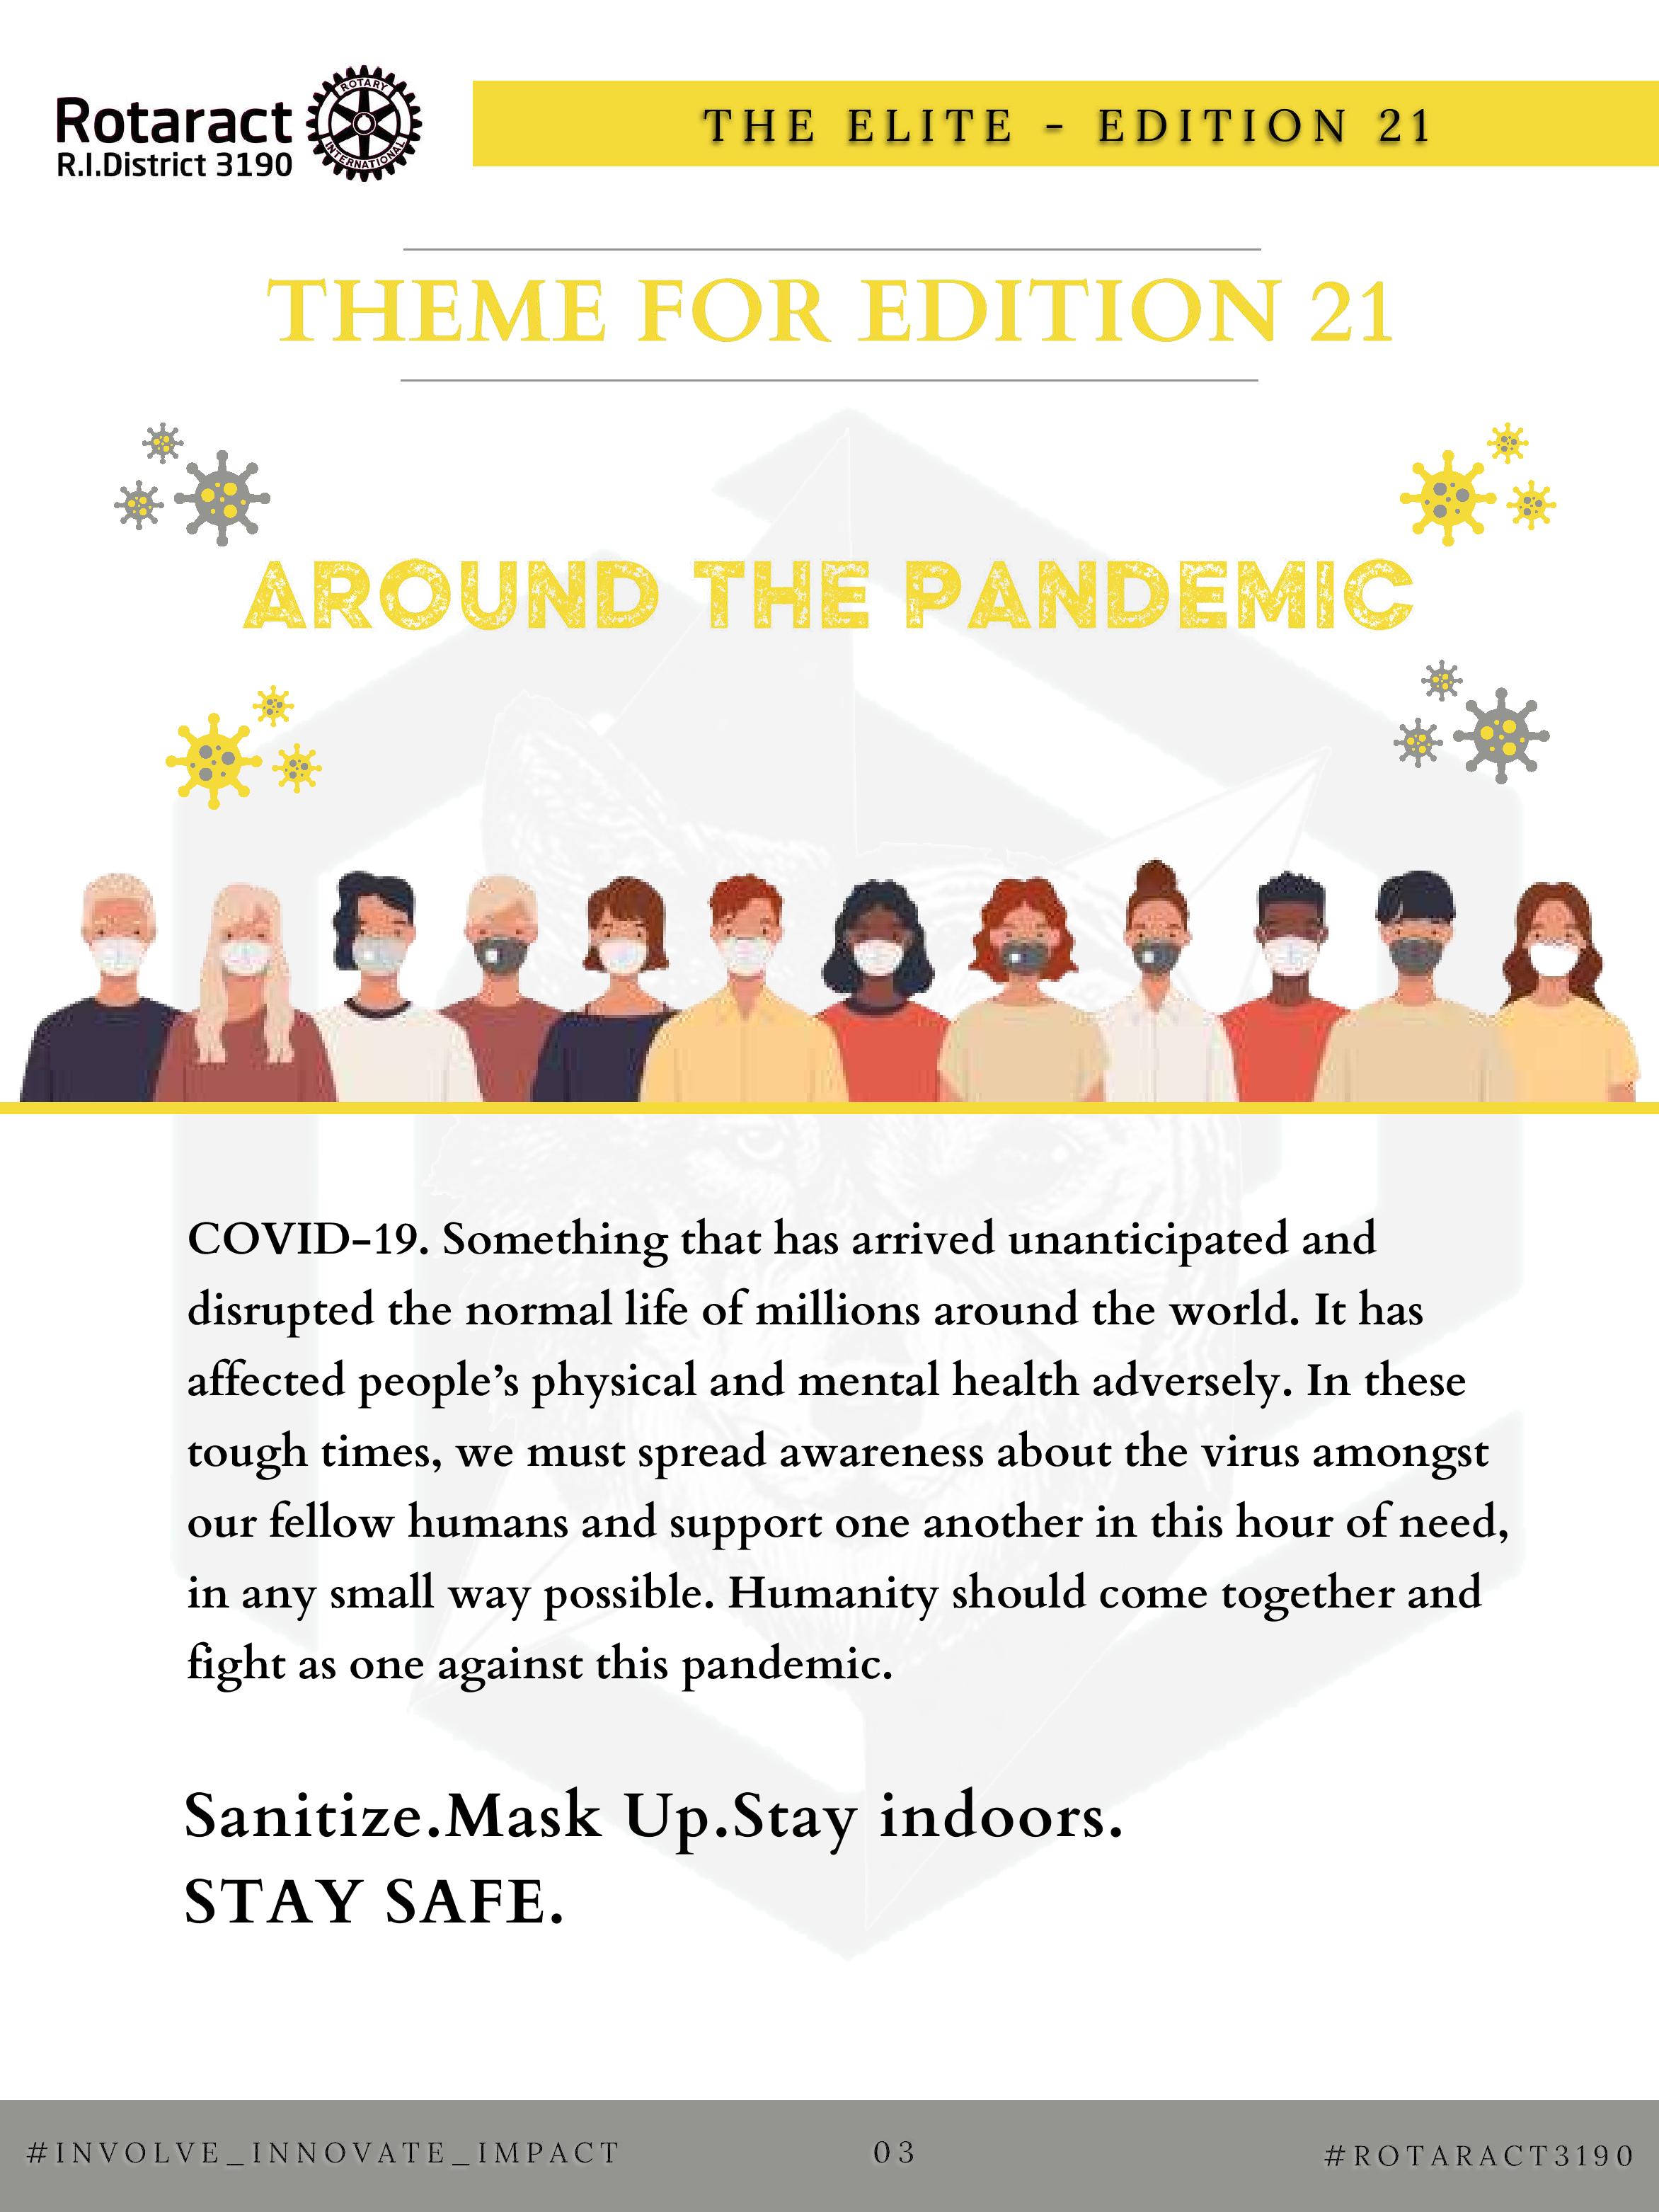 Rotaract
R.I.District 3190
ROTARY
INTERNATIONAL
THE ELITE - EDITION 21
THEME FOR EDITION 21
AROUND THE PANDEMIC
COVID-19. Something that has arrived unanticipated and
disrupted the normal life of millions around the world. It has
affected people’s physical and mental health adversely. In these
tough times, we must spread awareness about the virus amongst
our fellow humans and support one another in this hour of need,
in any small way possible. Humanity should come together and
fight as one against this pandemic.
Sanitize.Mask Up.Stay indoors.
STAY SAFE.
#INVOLVE_INNOVATE_IMPACT
03
#ROTARACT3190